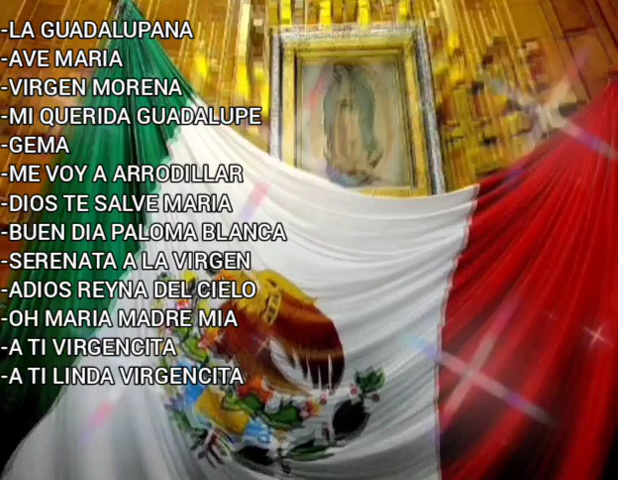 -LA GUADALUPANA
-AVE MARIA
-VIRGEN MORENA
-MI QUERIDA GUADALUPE
-GEMA
-ME VOY A ARRODILLAR
-DIOS TE SALVE MARIA
-BUEN DIA PALOMA BLANCA
-SERENATA A LA VIRGEN
-ADIOS REYNA DEL CIELO
-OH MARIA MADRE MIA
-A TI VIRGENCITA
-A TI LINDA VIRGENCITA